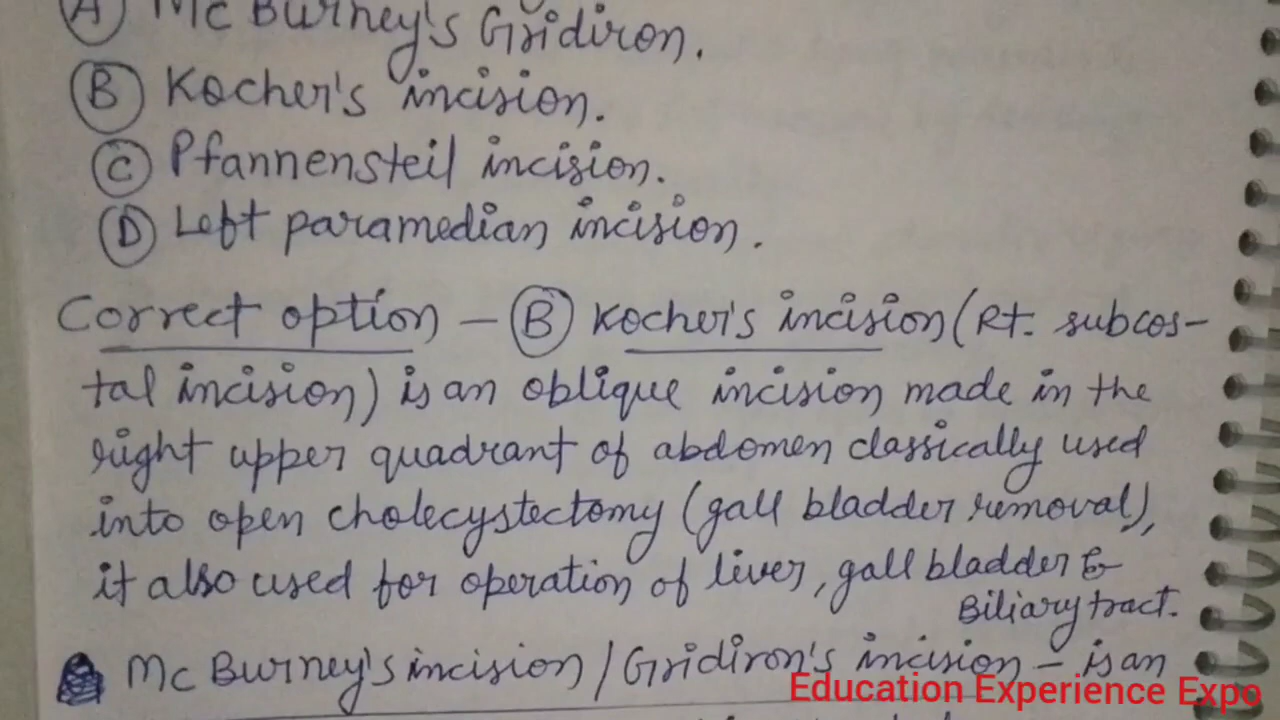 A Mc Burney's Gridiron.
B Kocher's incision.
C Pfannensteil incision.
D Left paramedian incision.
Correct option – B Kocher's incision (Rt. subcos-
tal incision) is an oblique incision made in the
right upper quadrant of abdomen classically used
into open cholecystectomy (gall bladder removal),
it also used for operation of liver, gall bladder &
Biliary tract.
Mc Burney's incision / Gridiron's incision – is an
Education Experience Expo